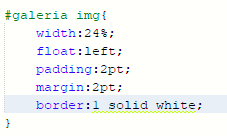 #galeria img{
width:24%;
float:left;
padding:2pt;
margin:2pt;
border:1 solid white;
}